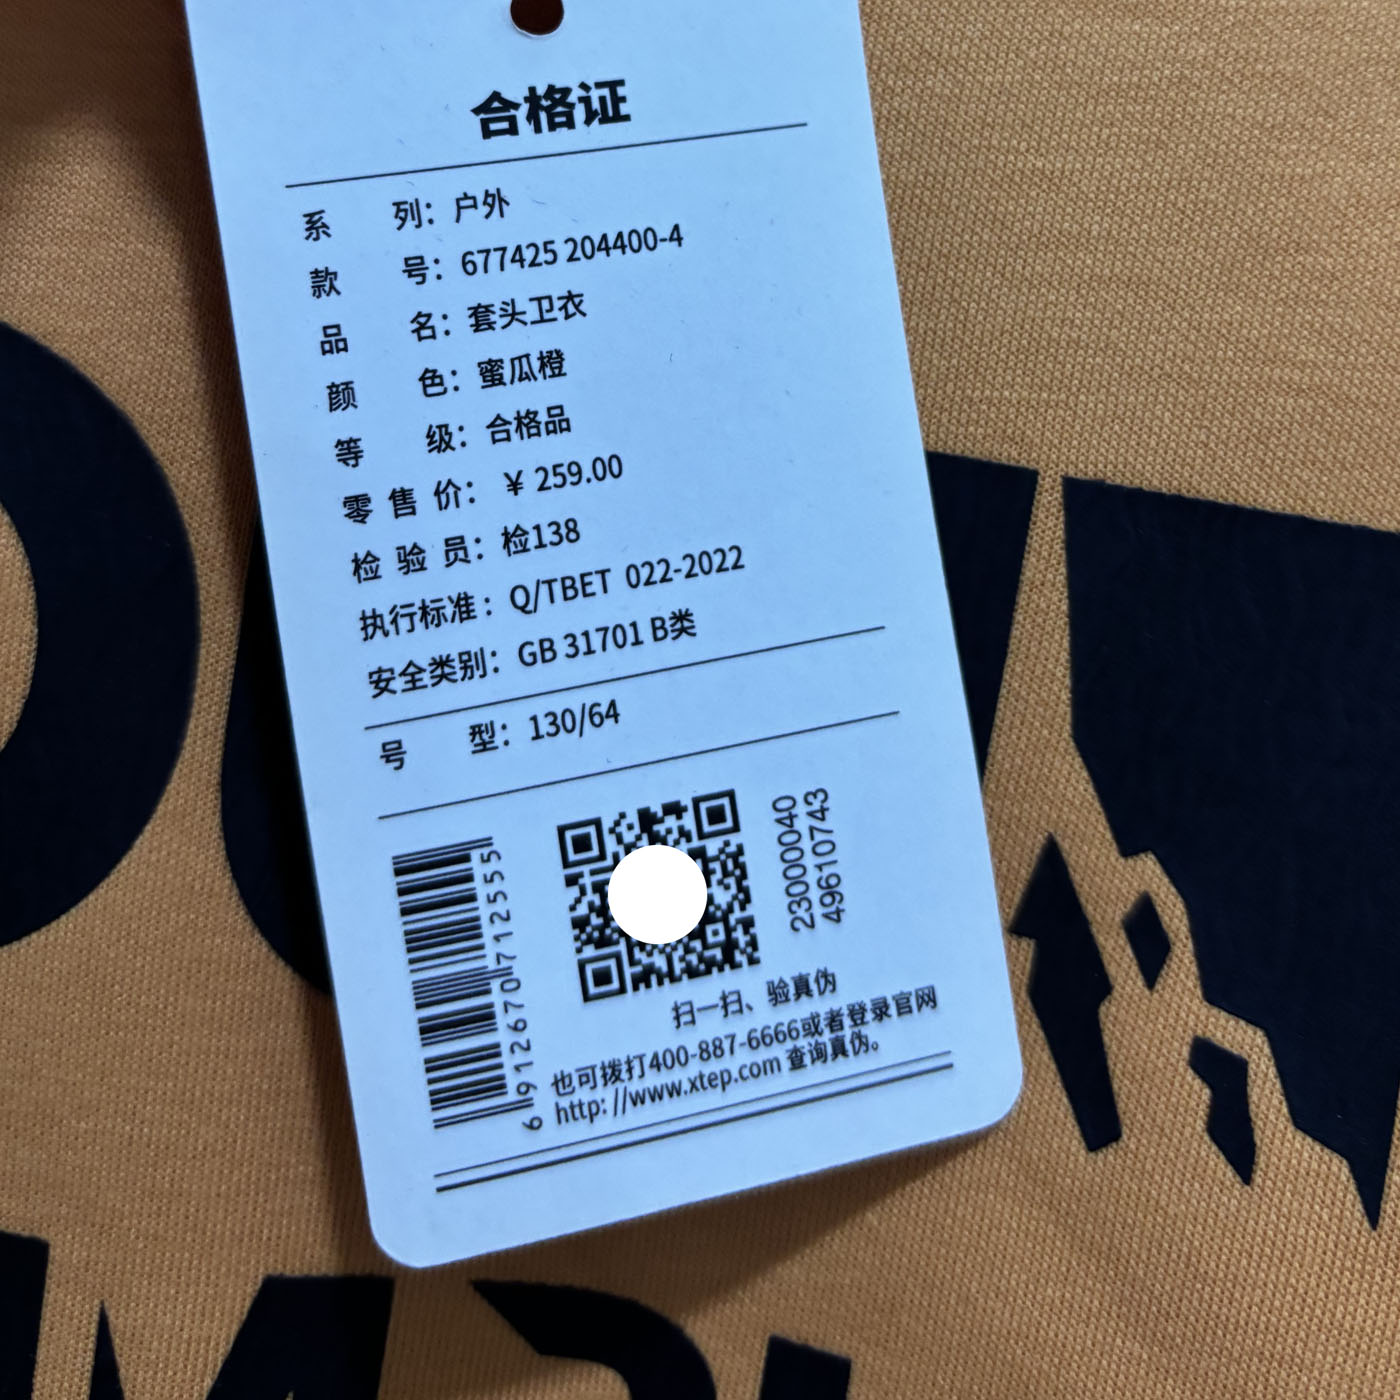 合格证
系 列：户外
款 号：677425 204400-4
品 名：套头卫衣
颜 色：蜜瓜橙
等 级：合格品
零 售 价：￥ 259.00
检 验 员：检138
执行标准：Q/TBET 022-2022
安全类别：GB 31701 B类
号 型：130/64
6 912670 712555
23000040
49610743
扫一扫、验真伪
也可拨打400-887-6666或者登录官网
http: //www.xtep.com 查询真伪。